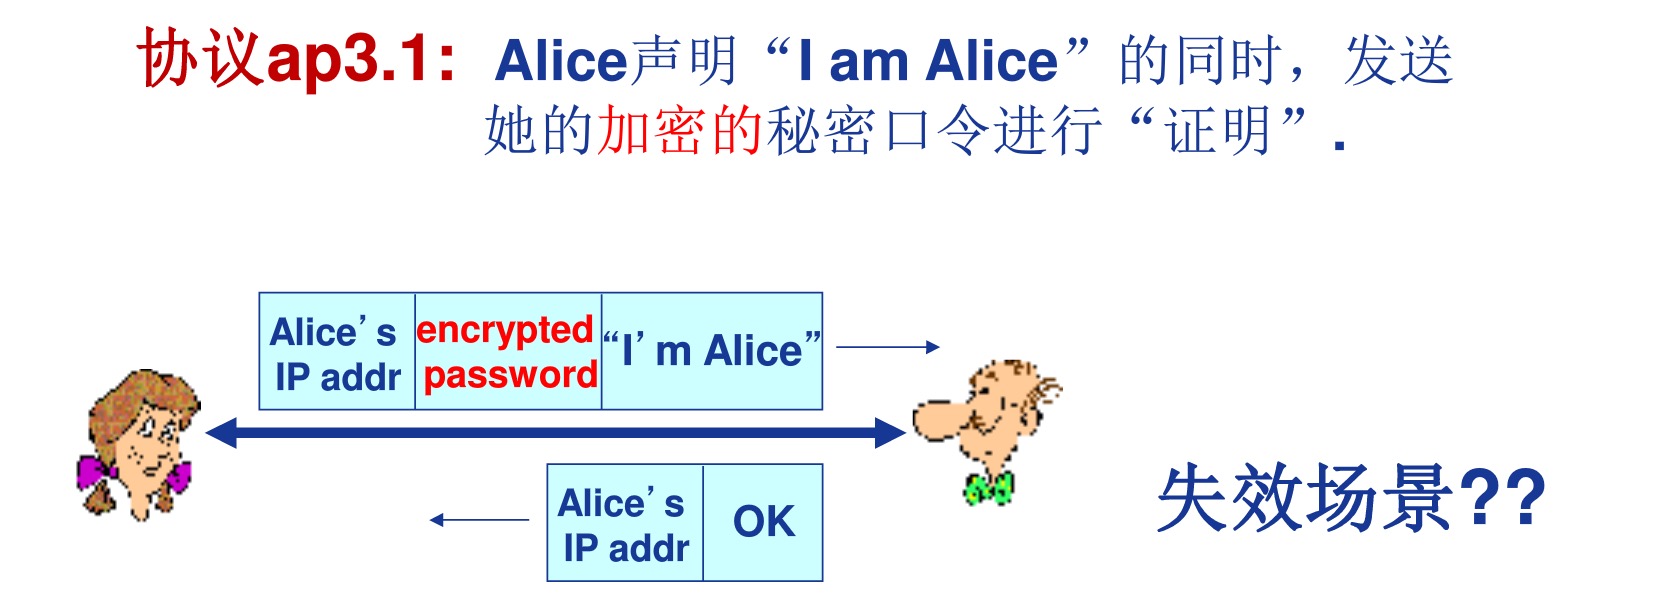 协议ap3.1: Alice声明“I am Alice”的同时，发送
她的加密的秘密口令进行“证明”.
Alice’s
IP addr
encrypted
password
“I’m Alice”
Alice’s
IP addr
OK
失效场景??